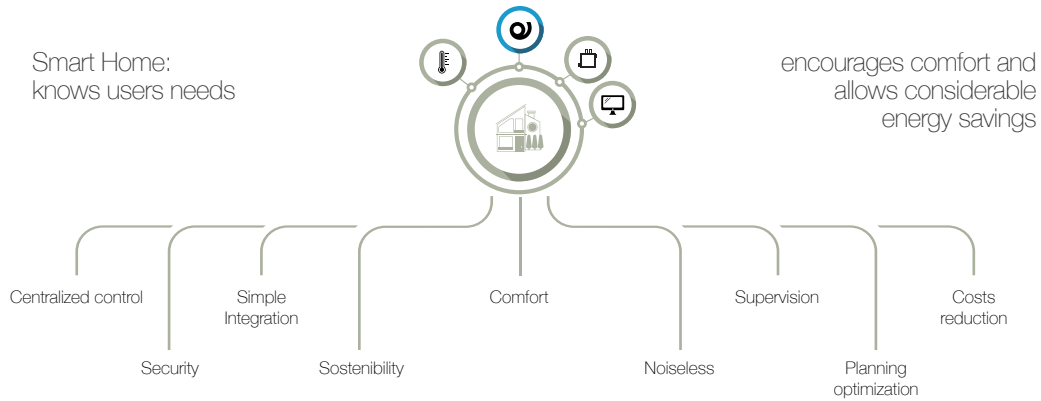 Smart Home:
knows users needs
encourages comfort and
allows considerable
energy savings
Centralized control
Security
Simple
Integration
Sostenibility
Comfort
Noiseless
Supervision
Planning
optimization
Costs
reduction